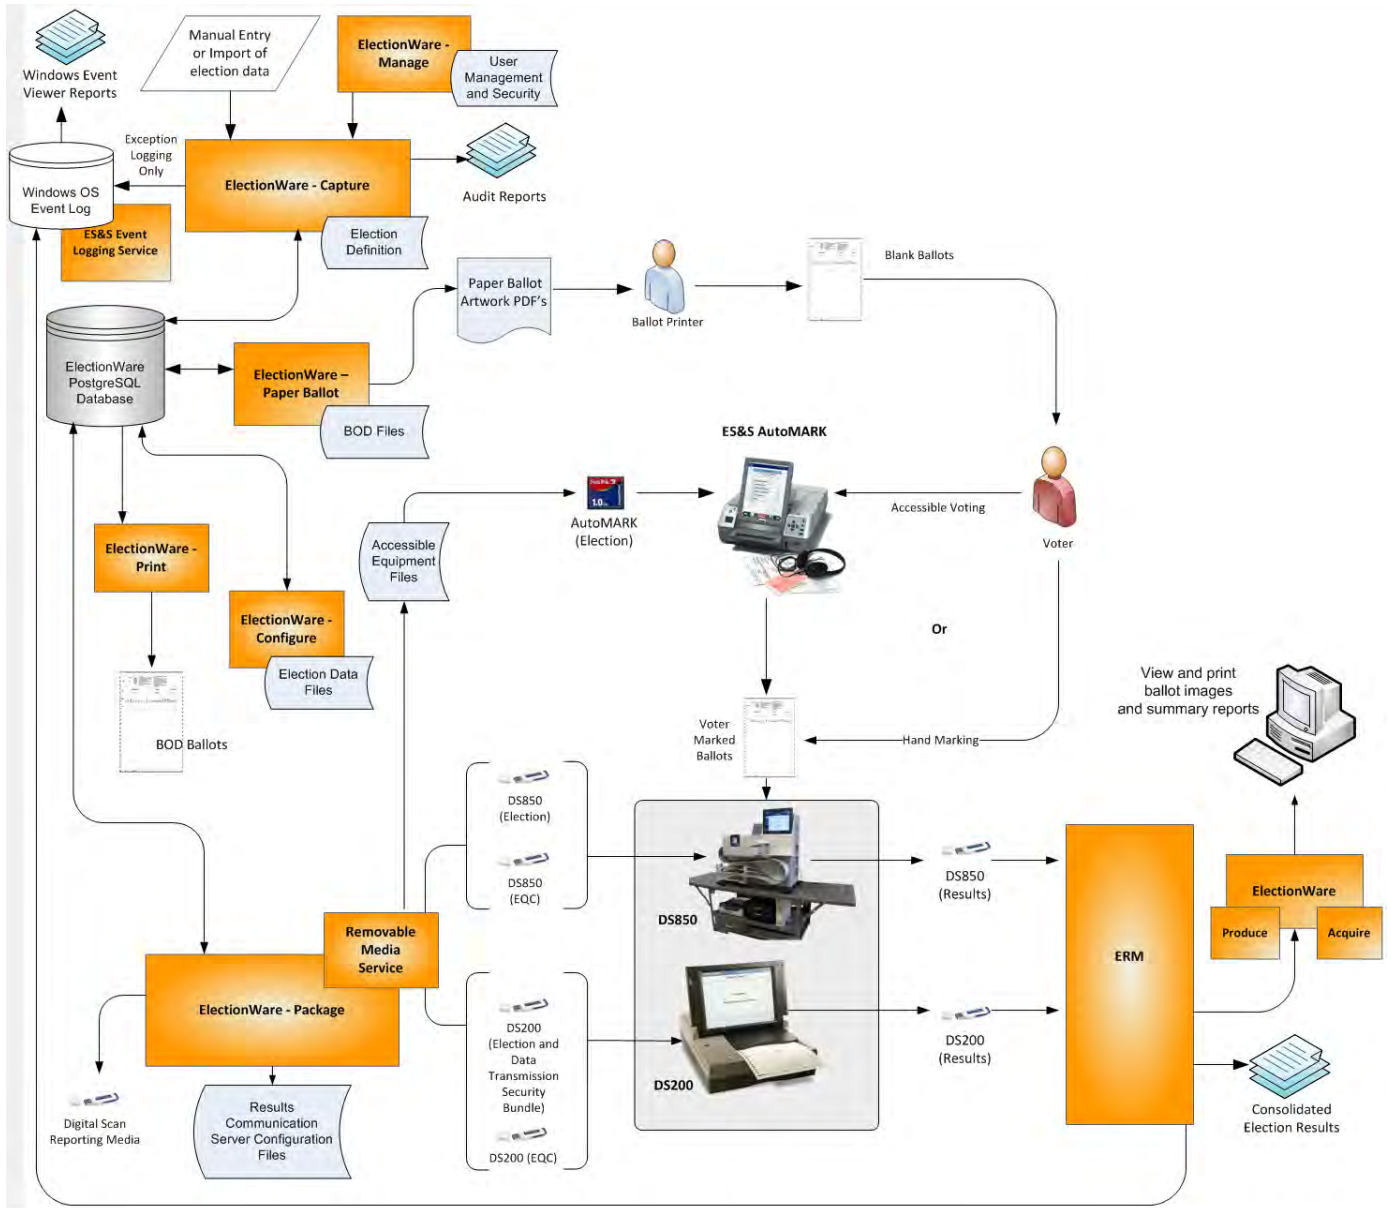 Manual Entry
or Import of
election data
ElectionWare -
Manage
User
Management
and Security
Windows Event
Viewer Reports
Exception
Logging
Only
ElectionWare - Capture
Audit Reports
Windows OS
Event Log
ES&S Event
Logging Service
Election
Definition
Paper Ballot
Artwork PDF's
Ballot Printer
Blank Ballots
ElectionWare
PostgreSQL
Database
ElectionWare –
Paper Ballot
BOD Files
ES&S AutoMARK
Accessible Voting
Voter
AutoMARK
(Election)
Accessible
Equipment
Files
ElectionWare -
Print
ElectionWare -
Configure
Election Data
Files
BOD Ballots
Or
Voter
Marked
Ballots
Hand Marking
View and print
ballot images
and summary reports
DS850
(Election)
DS850
(EQC)
DS850
DS850
(Results)
ElectionWare
Produce
Acquire
ERM
Removable
Media
Service
ElectionWare - Package
DS200
(Election and
Data
Transmission
Security
Bundle)
DS200 (EQC)
DS200
DS200
(Results)
Digital Scan
Reporting Media
Results
Communication
Server Configuration
Files
Consolidated
Election Results